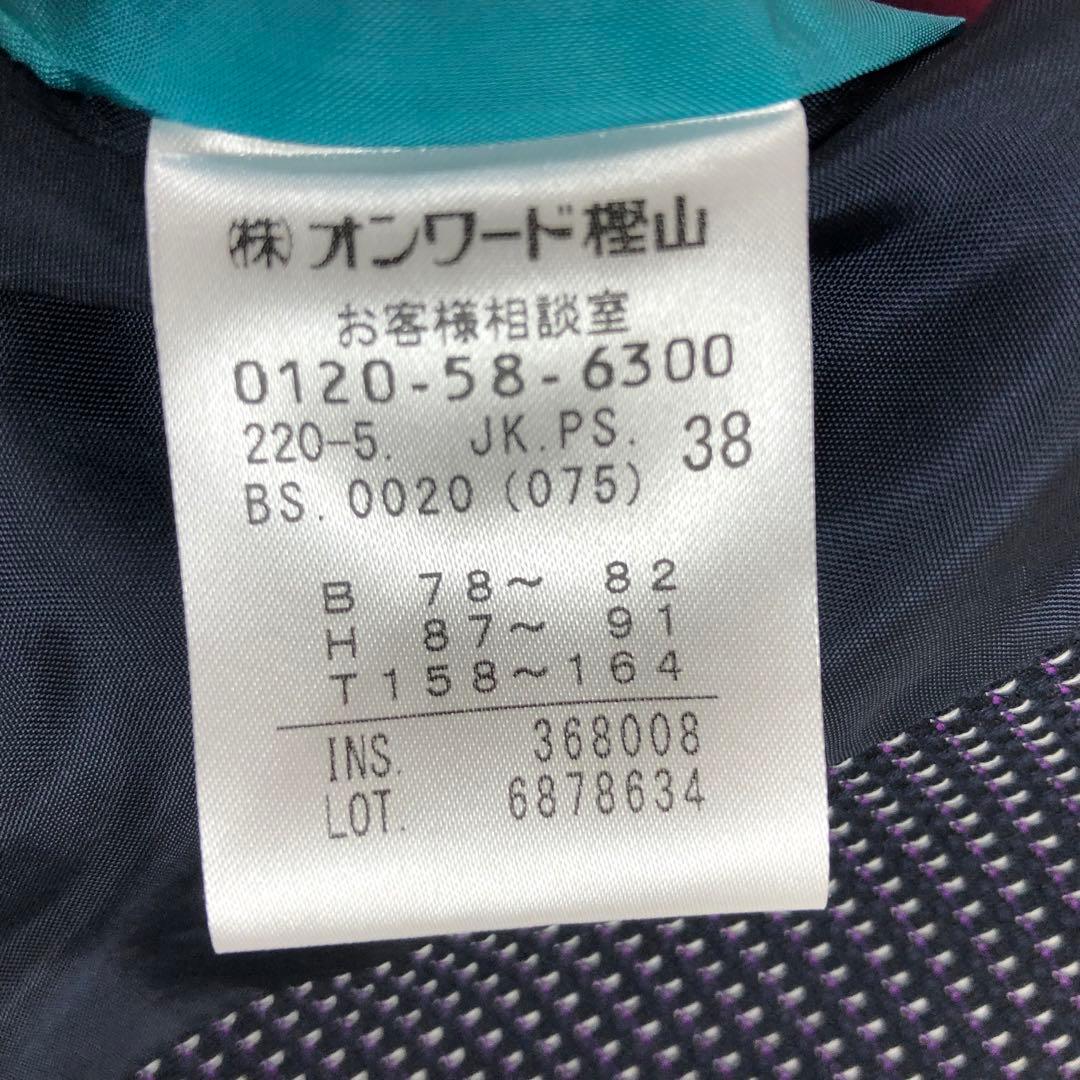 ㈱オンワード樫山
お客様相談室
0120-58-6300
220-5. JK.PS. 38
BS.0020(075)
B 78～ 82
H 87～ 91
T158～164
INS. 368008
LOT. 6878634